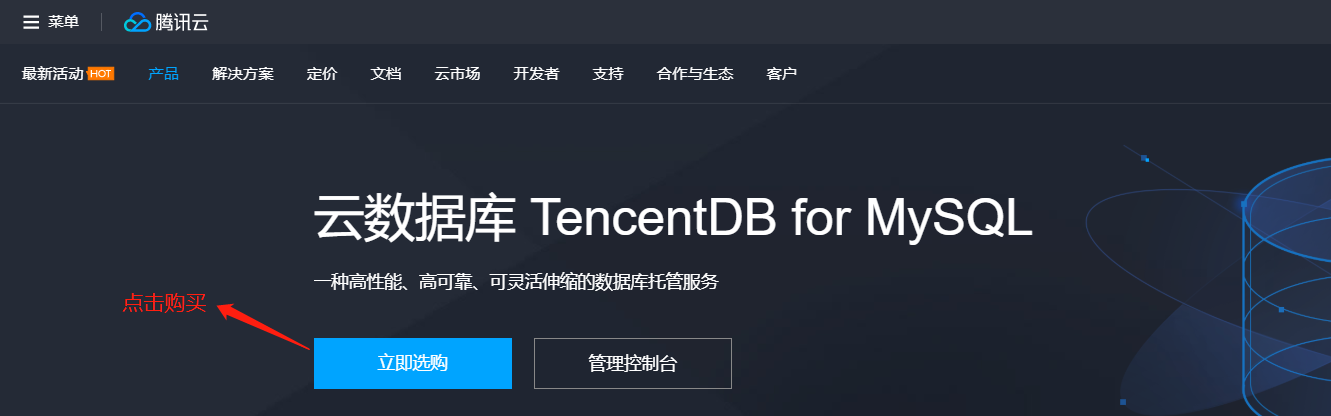 菜单 腾讯云
最新活动 HOT 产品 解决方案 定价 文档 云市场 开发者 支持 合作与生态 客户
云数据库 TencentDB for MySQL
一种高性能、高可靠、可灵活伸缩的数据库托管服务
点击购买
立即选购 管理控制台